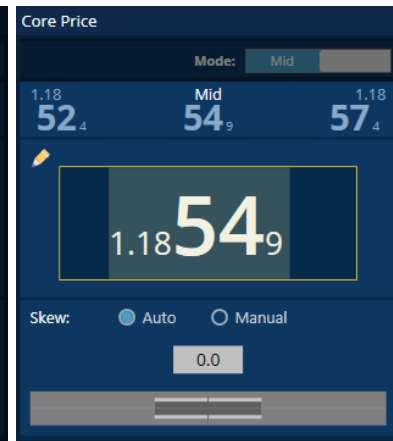 Core Price
Mode: Mid
1.18 Mid 1.18
52 4 54 9 57 4
1.18 54 9
Skew: Auto Manual
0.0